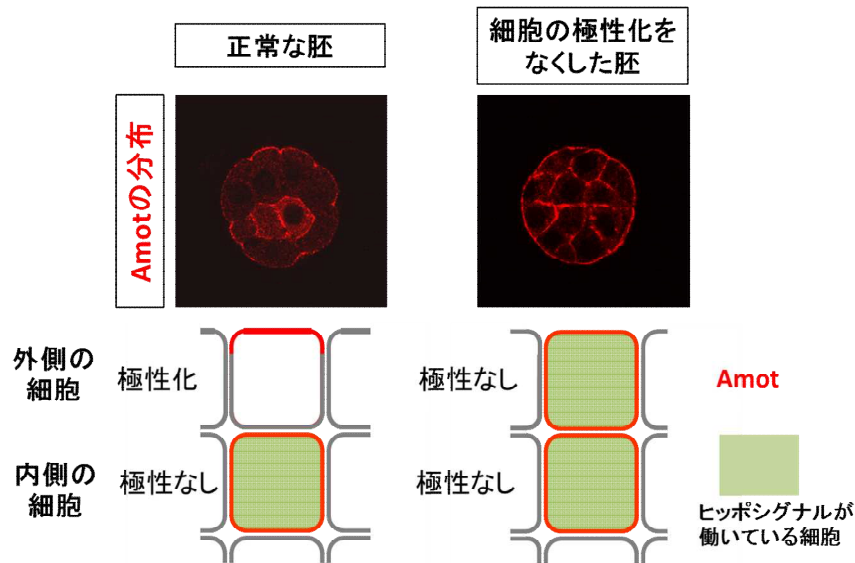 正常な胚
細胞の極性化を
なくした胚
Amotの分布
外側の
細胞
極性化
極性なし
Amot
内側の
細胞
極性なし
極性なし
ヒッポシグナルが
働いている細胞